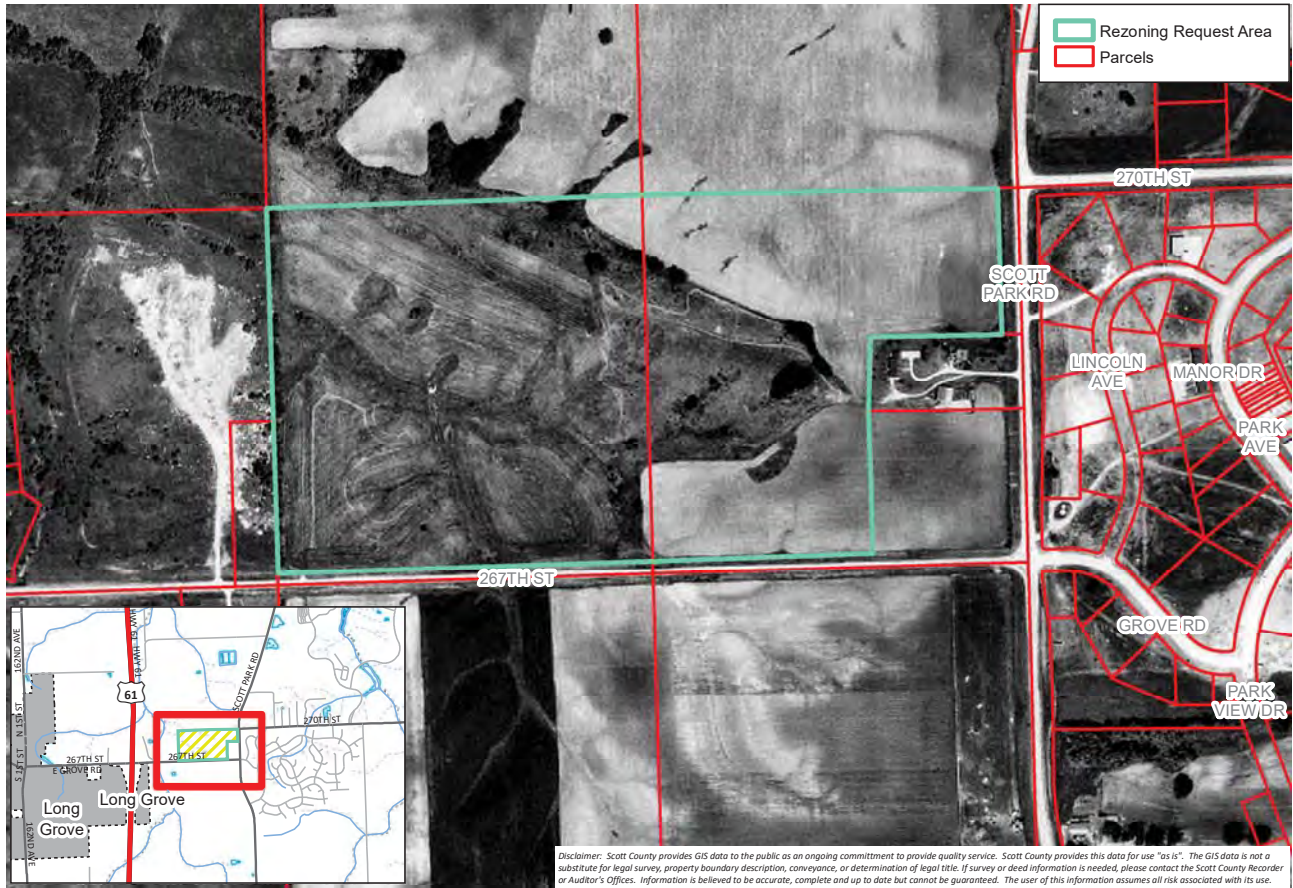 Rezoning Request Area
Parcels
270TH ST
SCOTT
PARK RD
LINCOLN
AVE
MANOR DR
PARK
AVE
267TH ST
GROVE RD
PARK
VIEW DR
162ND AVE
HWY 61
HWY 61
61
SCOTT PARK RD
N 1ST ST
270TH ST
S 1ST ST
267TH ST
267TH ST
E GROVE RD
Long Grove
Long
Grove
162ND AVE
Disclaimer: Scott County provides GIS data to the public as an ongoing commitment to provide quality service. Scott County provides this data for use "as is". The GIS data is not a
substitute for legal survey, property boundary description, conveyance, or determination of legal title. If survey or deed information is needed, please contact the Scott County Recorder
or Auditor's Offices. Information is believed to be accurate, complete and up to date but cannot be guaranteed. The user of this information assumes all risk associated with its use.